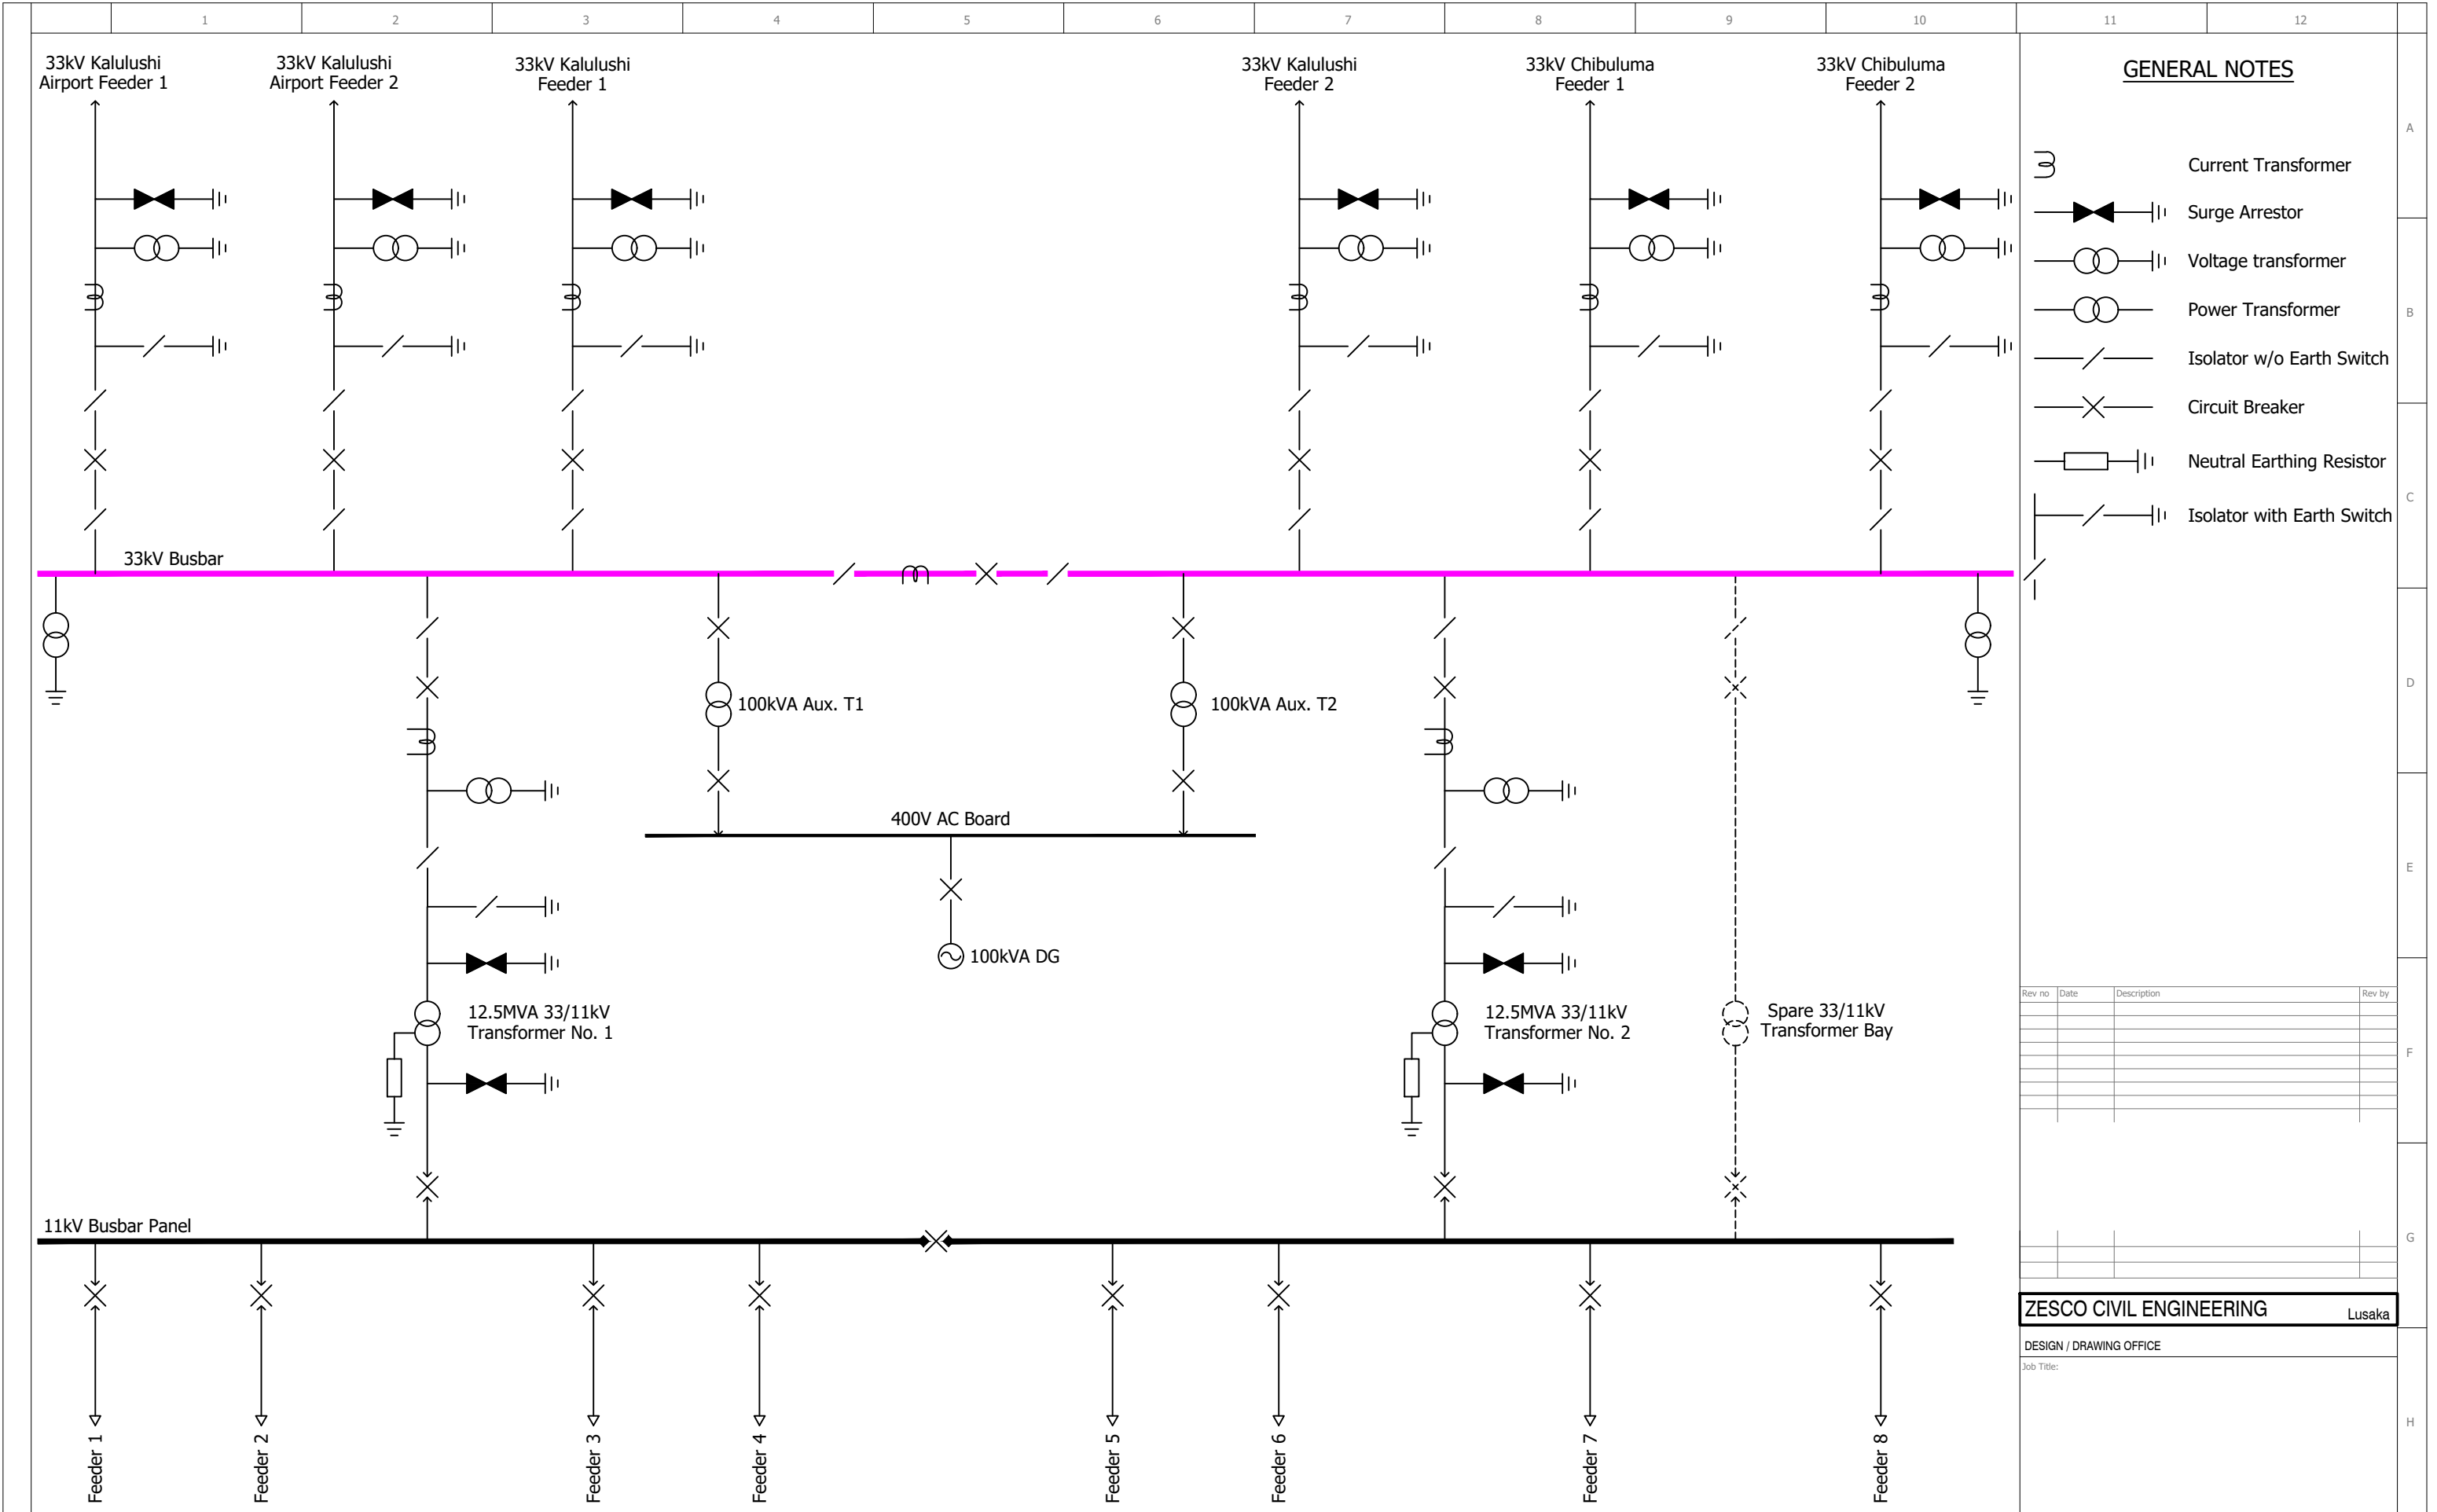 1 2 3 4 5 6 7 8 9 10 11 12
33kV Kalulushi
Airport Feeder 1
33kV Kalulushi
Airport Feeder 2
33kV Kalulushi
Feeder 1
33kV Kalulushi
Feeder 2
33kV Chibuluma
Feeder 1
33kV Chibuluma
Feeder 2
GENERAL NOTES
Current Transformer
Surge Arrestor
Voltage transformer
Power Transformer
Isolator w/o Earth Switch
Circuit Breaker
Neutral Earthing Resistor
Isolator with Earth Switch
A
B
C
D
E
F
G
H
33kV Busbar
100kVA Aux. T1
100kVA Aux. T2
400V AC Board
100kVA DG
12.5MVA 33/11kV
Transformer No. 1
12.5MVA 33/11kV
Transformer No. 2
Spare 33/11kV
Transformer Bay
11kV Busbar Panel
Feeder 1
Feeder 2
Feeder 3
Feeder 4
Feeder 5
Feeder 6
Feeder 7
Feeder 8
Rev no Date Description Rev by
ZESCO CIVIL ENGINEERING Lusaka
DESIGN / DRAWING OFFICE
Job Title: